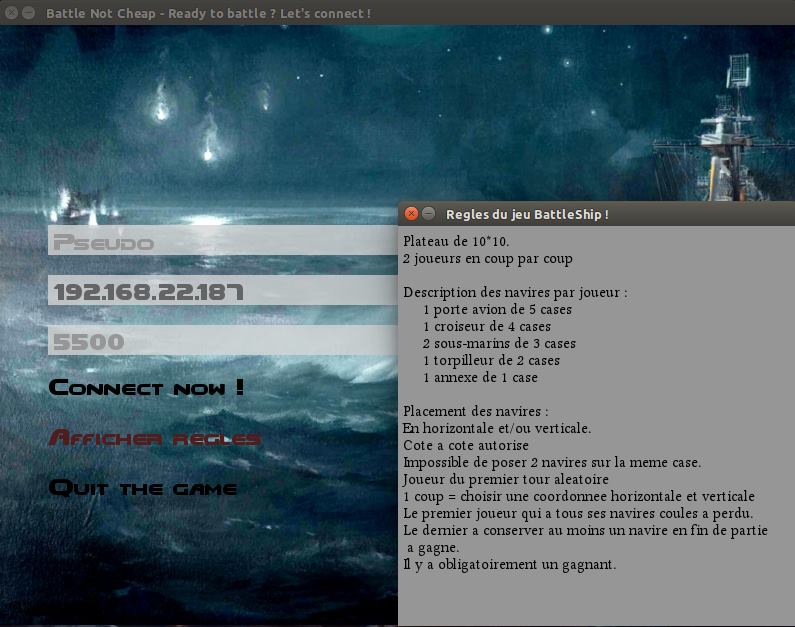 Battle Not Cheap - Ready to battle ? Let's connect !
Pseudo
192.168.22.187
5500
Connect now !
Afficher regles
Quit the game
Regles du jeu BattleShip !
Plateau de 10*10.
2 joueurs en coup par coup
Description des navires par joueur :
1 porte avion de 5 cases
1 croiseur de 4 cases
2 sous-marins de 3 cases
1 torpilleur de 2 cases
1 annexe de 1 case
Placement des navires :
En horizontale et/ou verticale.
Cote a cote autorise
Impossible de poser 2 navires sur la meme case.
Joueur du premier tour aleatoire
1 coup = choisir une coordonnee horizontale et verticale
Le premier joueur qui a tous ses navires coules a perdu.
Le dernier a conserver au moins un navire en fin de partie
a gagne.
Il y a obligatoirement un gagnant.